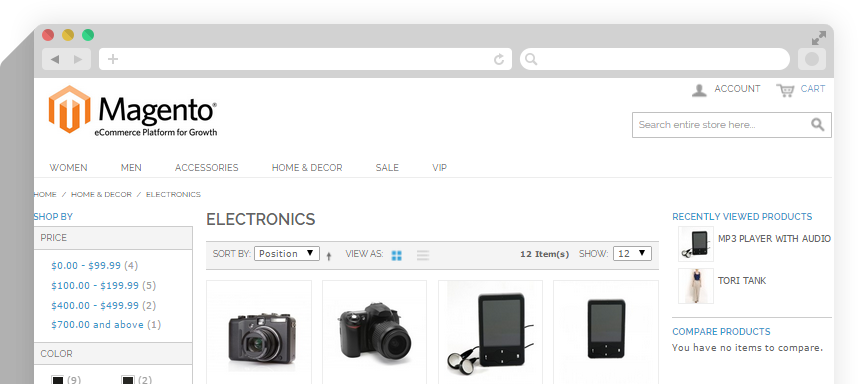 Magento®
eCommerce Platform for Growth
ACCOUNT CART
Search entire store here...
WOMEN MEN ACCESSORIES HOME & DECOR SALE VIP
HOME / HOME & DECOR / ELECTRONICS
SHOP BY
PRICE
$0.00 - $99.99 (4)
$100.00 - $199.99 (5)
$400.00 - $499.99 (2)
$700.00 and above (1)
COLOR
(9) (2)
ELECTRONICS
SORT BY: Position VIEW AS: 12 Item(s) SHOW: 12
RECENTLY VIEWED PRODUCTS
MP3 PLAYER WITH AUDIO
TORI TANK
COMPARE PRODUCTS
You have no items to compare.